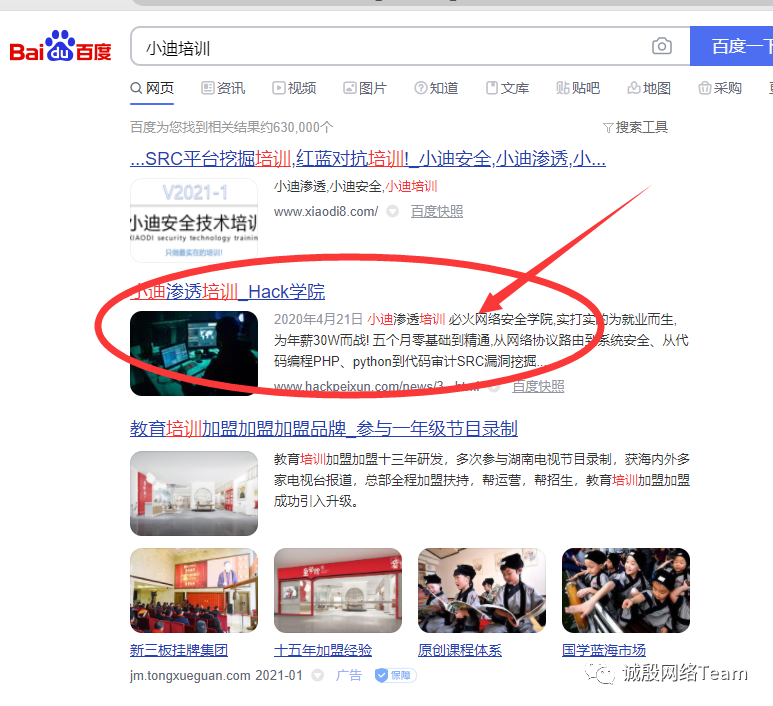 Bai du 百度
小迪培训
百度一下
网页 资讯 视频 图片 知道 文库 贴吧 地图 采购
百度为您找到相关结果约630,000个
搜索工具
...SRC平台挖掘培训,红蓝对抗培训!_小迪安全,小迪渗透,小...
V2021-1
小迪安全技术培训
XIAODI security technology training
只做最实在的培训!
小迪渗透,小迪安全,小迪培训
www.xiaodi8.com/ 百度快照
小迪渗透培训_Hack学院
2020年4月21日 小迪渗透培训 必火网络安全学院,实打实的为就业而生,
为年薪30W而战! 五个月零基础到精通,从网络协议路由到系统安全、从代
码编程PHP、python到代码审计SRC漏洞挖掘...
www.hackpeixun.com/news/3...html 百度快照
教育培训加盟加盟加盟品牌_参与一年级节目录制
教育培训加盟加盟十三年研发，多次参与湖南电视节目录制，获海内外多
家电视台报道，总部全程加盟扶持，帮运营，帮招生，教育培训加盟加盟
成功引入升级。
新三板挂牌集团 十五年加盟经验 原创课程体系 国学蓝海市场
jm.tongxueguan.com 2021-01 广告 保障
诚殷网络Team